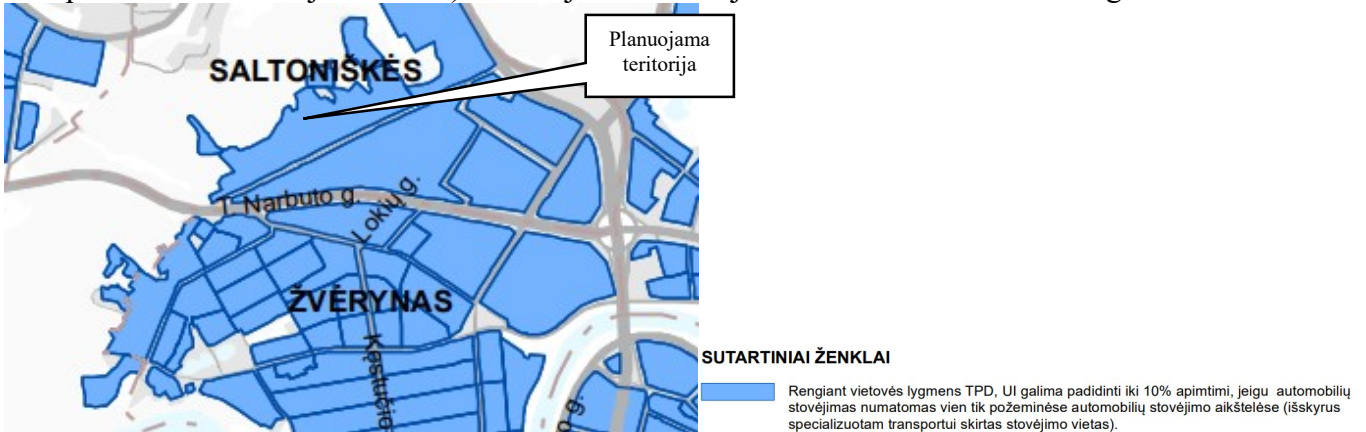 Planuojama
teritorija
SALTONIŠKĖS
T. Narbuto g.
Lokių g.
ŽVĖRYNAS
Kęstučio
o g.
SUTARTINIAI ŽENKLAI
Rengiant vietovės lygmens TPD, UI galima padidinti iki 10% apimtimi, jeigu automobilių
stovėjimas numatomas vien tik požeminėse automobilių stovėjimo aikštelėse (išskyrus
specializuotam transportui skirtas stovėjimo vietas).